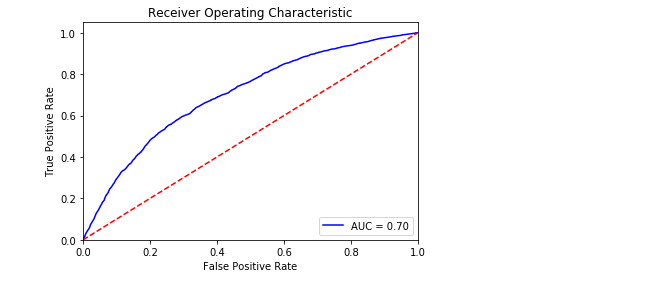 Receiver Operating Characteristic
1.0
0.8
0.6
0.4
0.2
0.0
True Positive Rate
AUC = 0.70
0.0 0.2 0.4 0.6 0.8 1.0
False Positive Rate